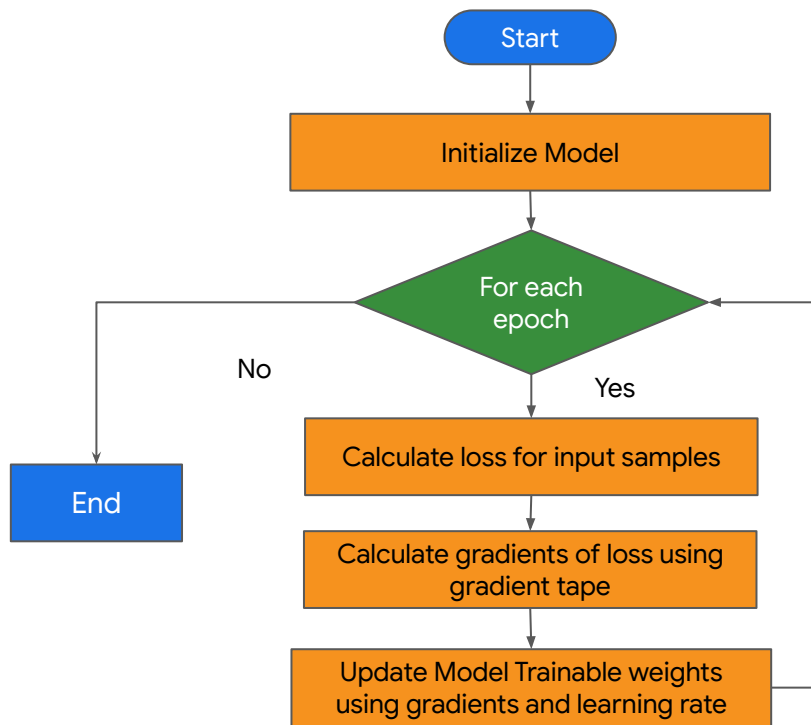 Start
Initialize Model
For each
epoch
No
Yes
Calculate loss for input samples
End
Calculate gradients of loss using
gradient tape
Update Model Trainable weights
using gradients and learning rate